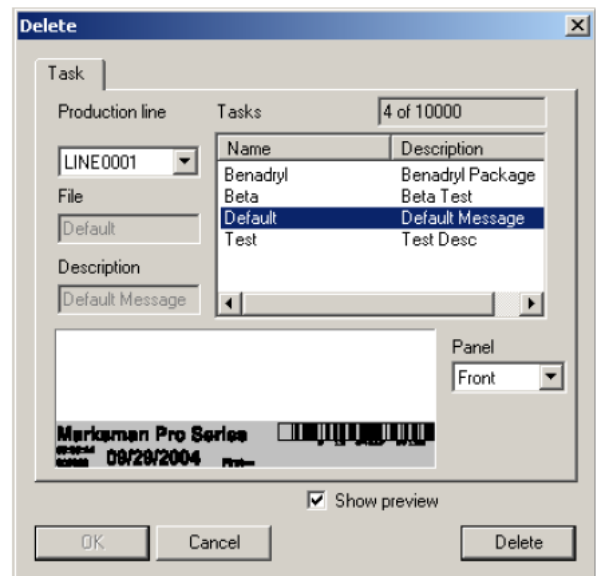 Delete
Task
Production line
Tasks
4 of 10000
LINE0001
Name Description
Benadryl Benadryl Package
Beta Beta Test
Default Default Message
Test Test Desc
File
Default
Description
Default Message
Panel
Front
Marksman Pro Series
09/29/2004
Show preview
OK Cancel Delete